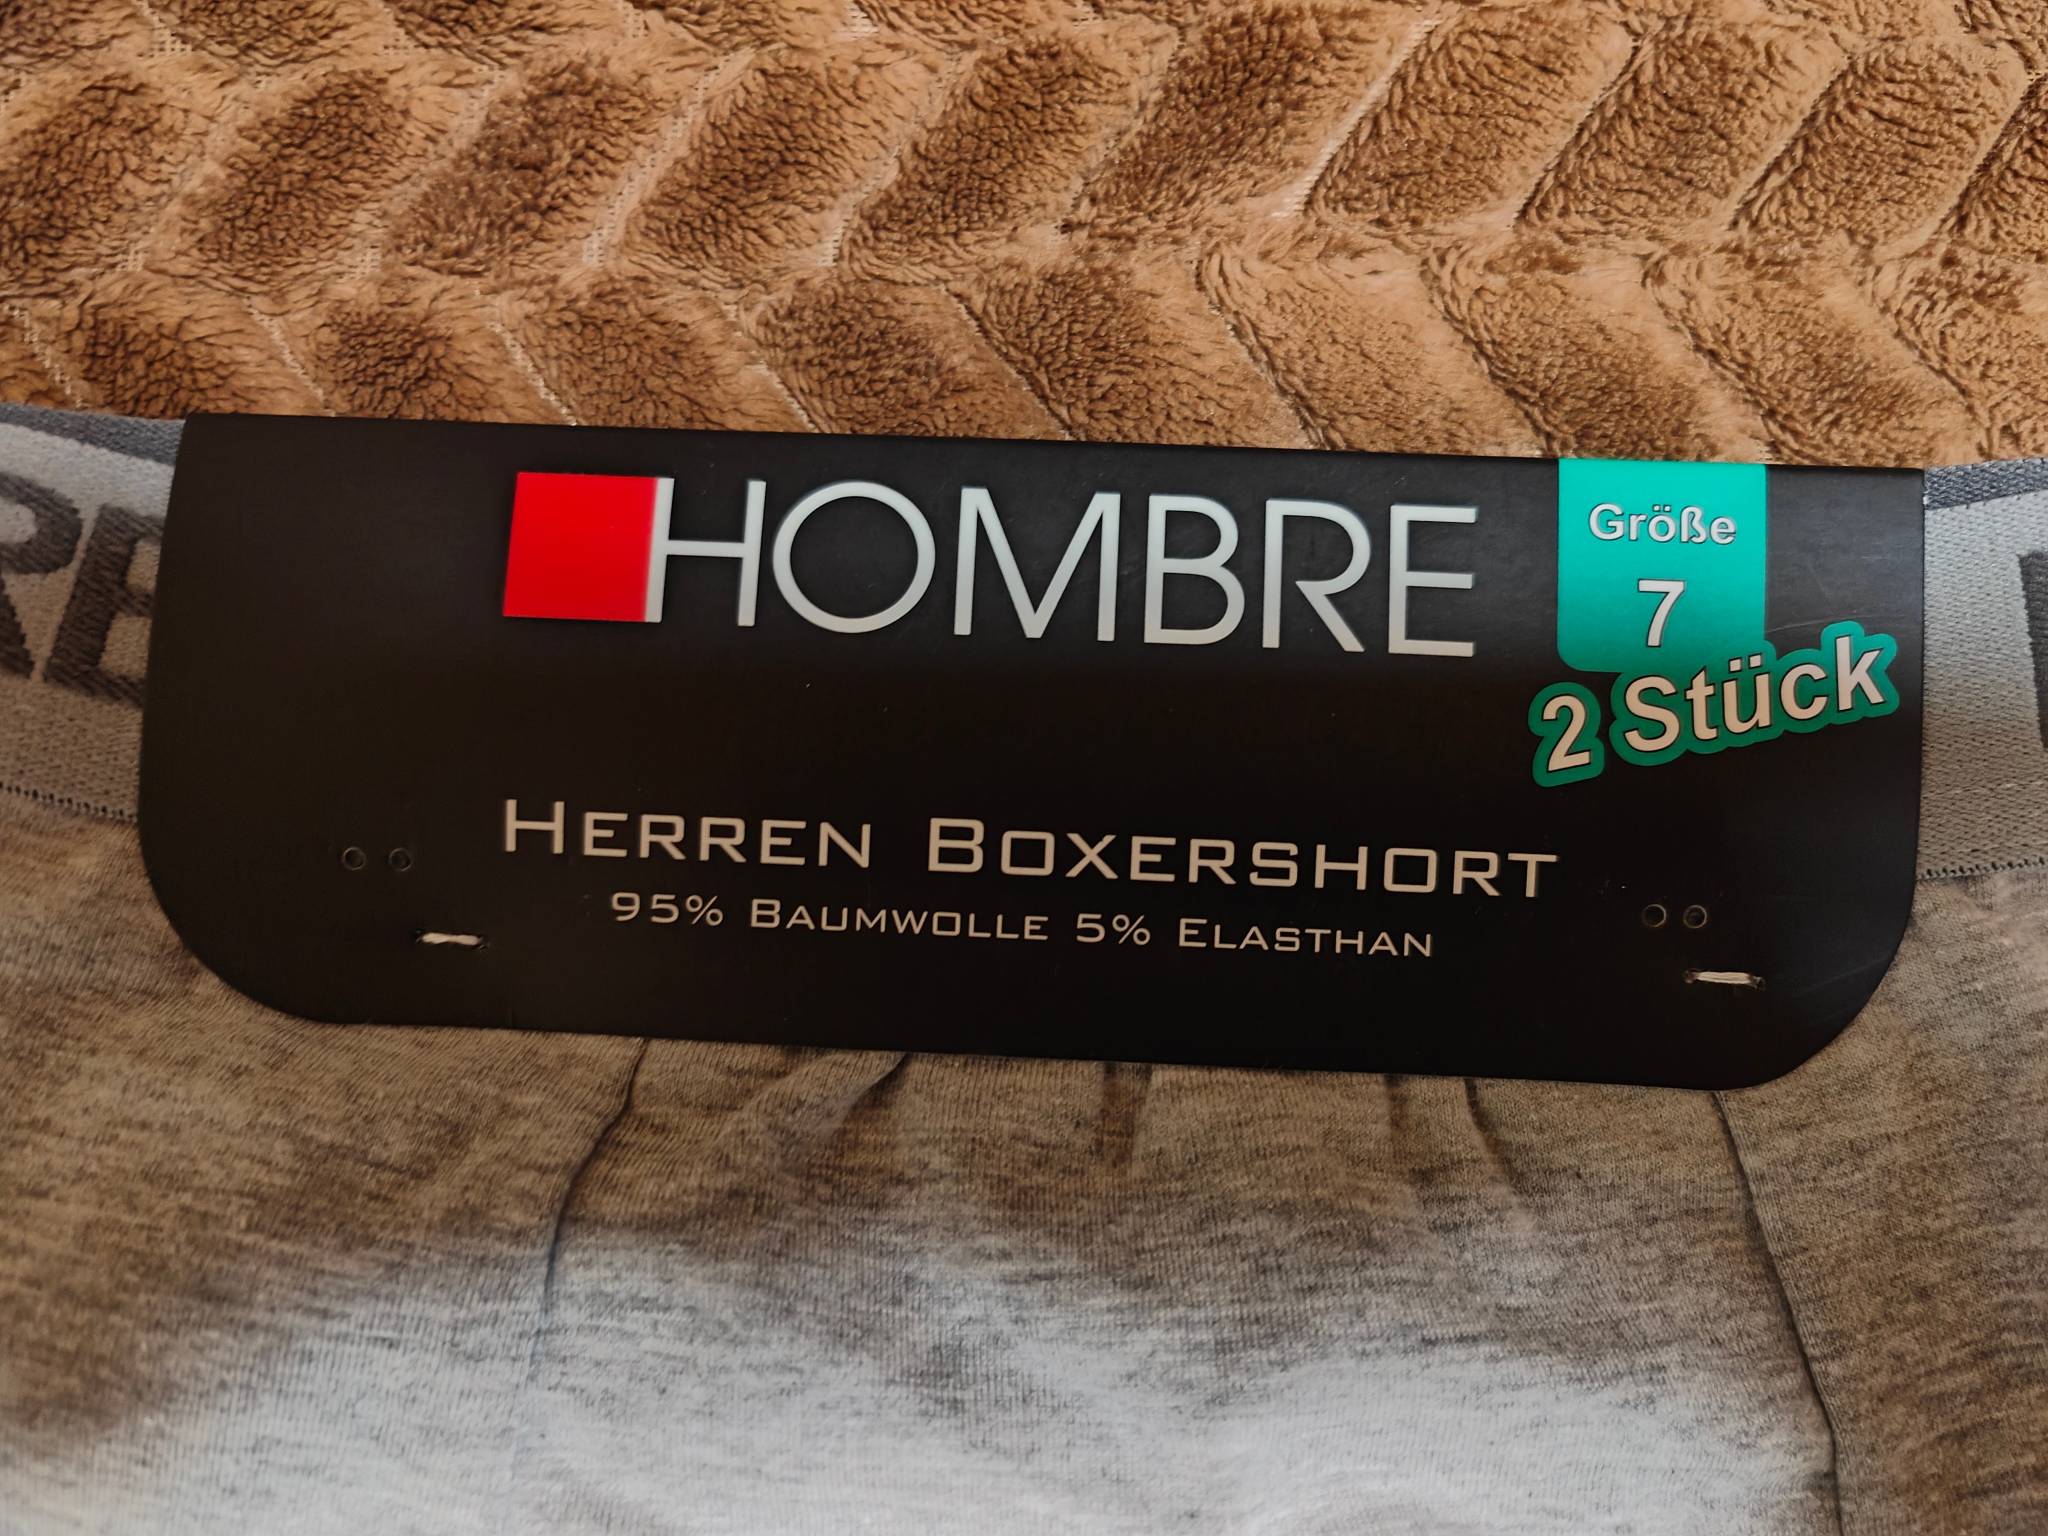 HOMBRE
Größe
7
2 Stück
HERREN BOXERSHORT
95% BAUMWOLLE 5% ELASTHAN